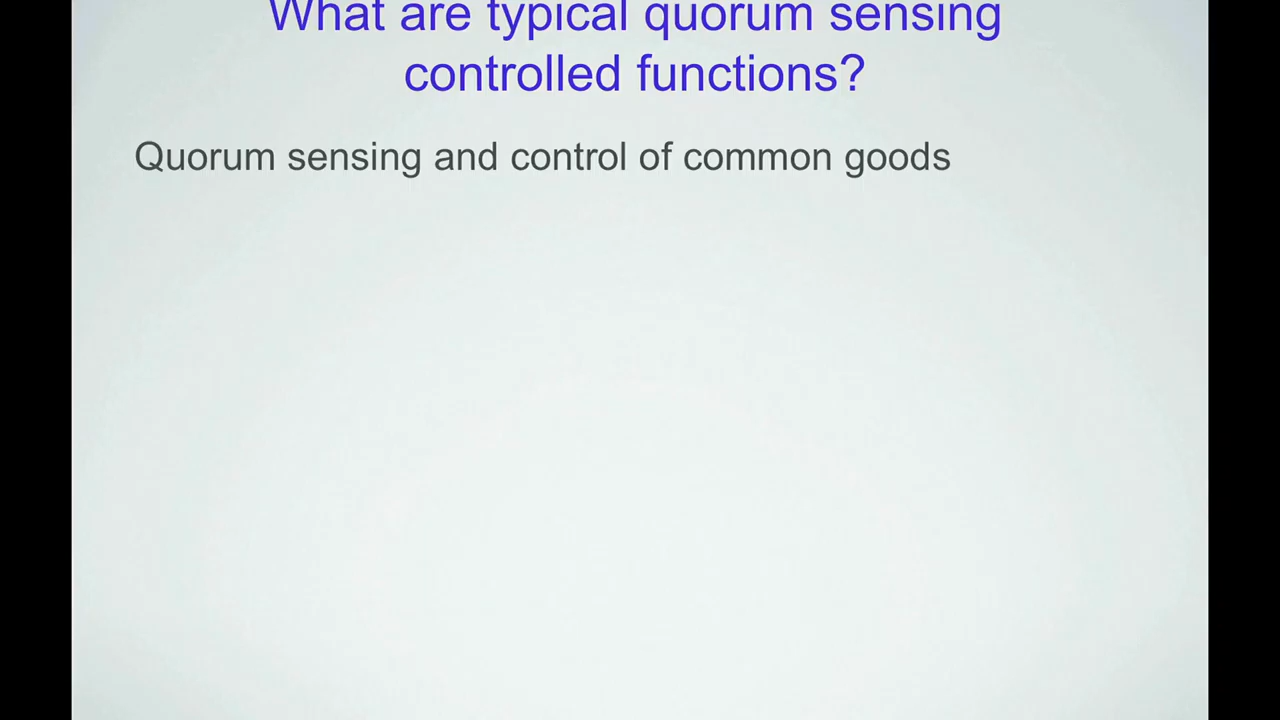 What are typical quorum sensing
controlled functions?
Quorum sensing and control of common goods